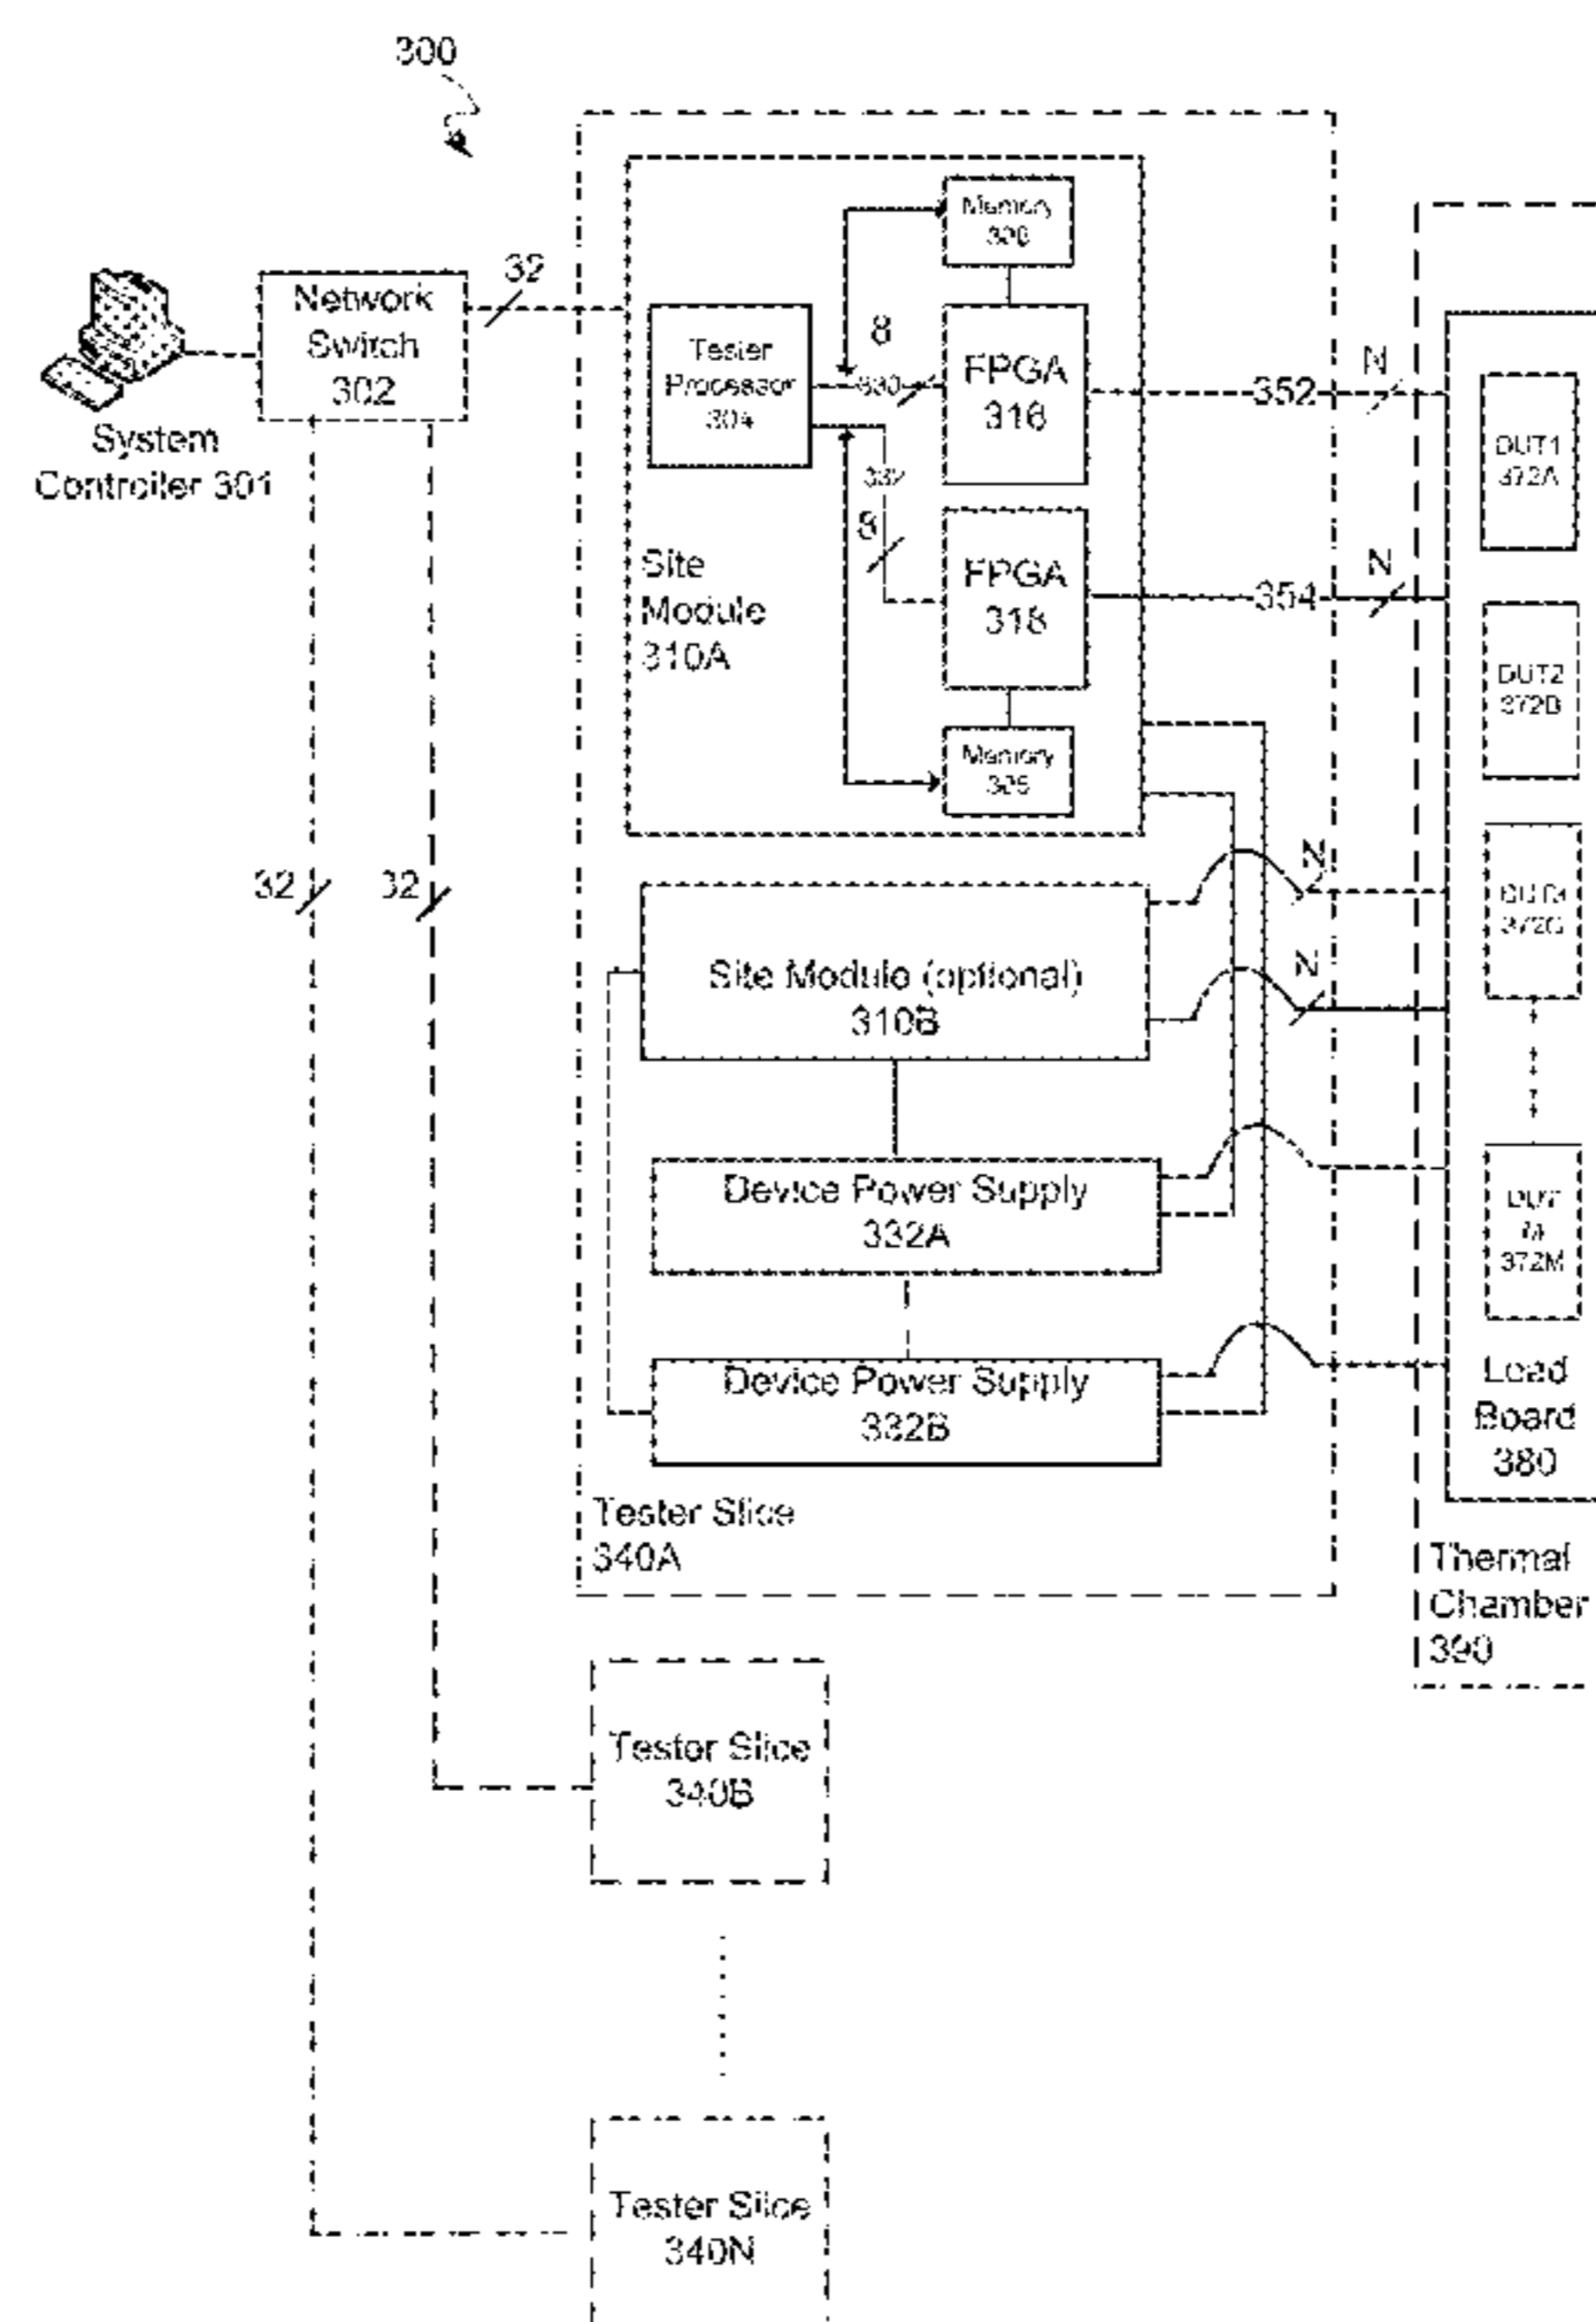 300
32
Network
Switch
302
System
Controller 301
32
32
Memory
Tester
Processor
304
8
FPGA
316
332
8
FPGA
318
Memory
Site
Module
310A
352
N
354
N
N
N
Site Module (optional)
310B
Device Power Supply
332A
Device Power Supply
332B
Tester Slice
340A
DUT1
372A
DUT2
372B
DUT3
372C
DUT
M
372M
Load
Board
380
Thermal
Chamber
390
Tester Slice
340B
Tester Slice
340N